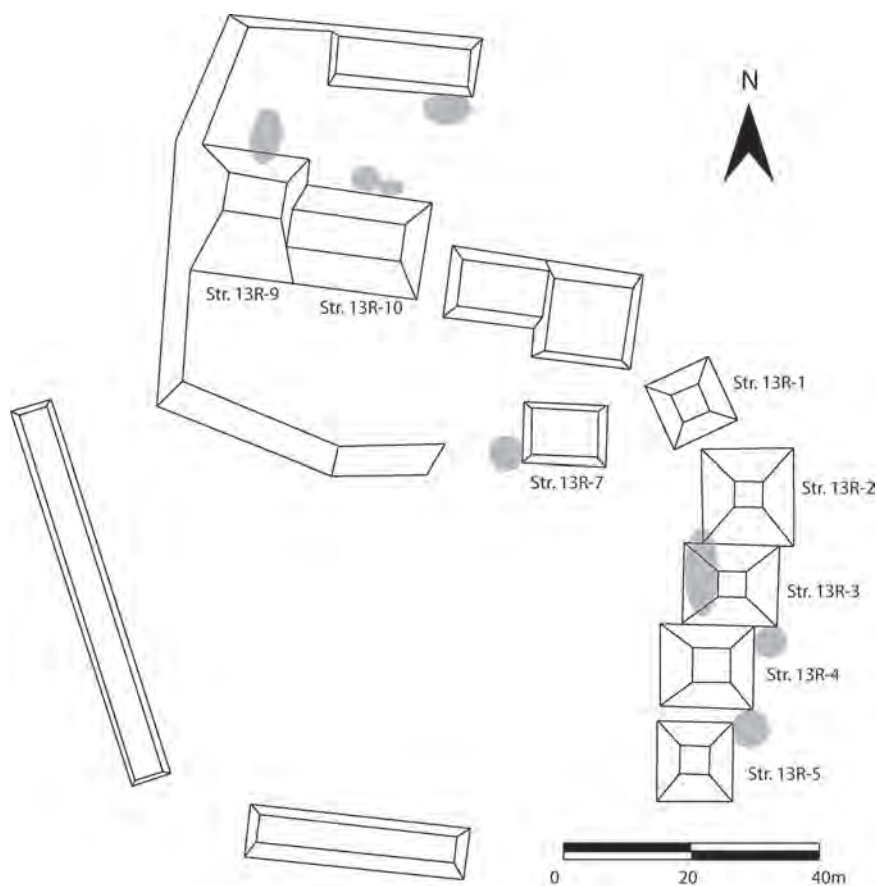 N
Str. 13R-9
Str. 13R-10
Str. 13R-1
Str. 13R-7
Str. 13R-2
Str. 13R-3
Str. 13R-4
Str. 13R-5
0 20 40m